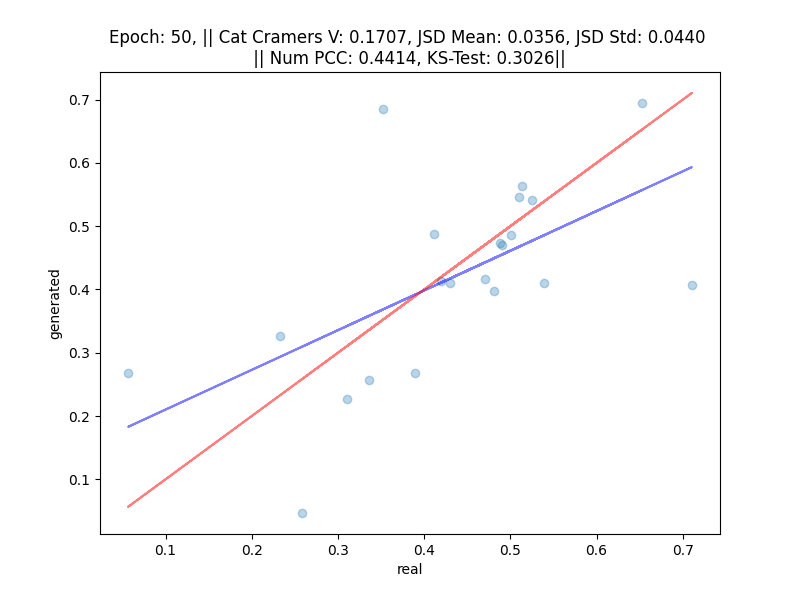 Epoch: 50, || Cat Cramers V: 0.1707, JSD Mean: 0.0356, JSD Std: 0.0440
|| Num PCC: 0.4414, KS-Test: 0.3026||
generated
0.7
0.6
0.5
0.4
0.3
0.2
0.1
0.1 0.2 0.3 0.4 0.5 0.6 0.7
real